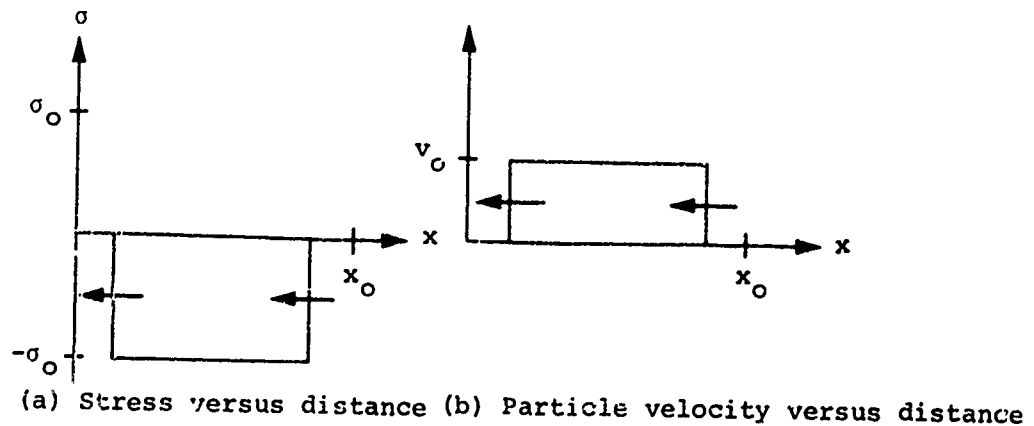 σ
σo
vo
x
xo
x
xo
-σo
(a) Stress versus distance (b) Particle velocity versus distance